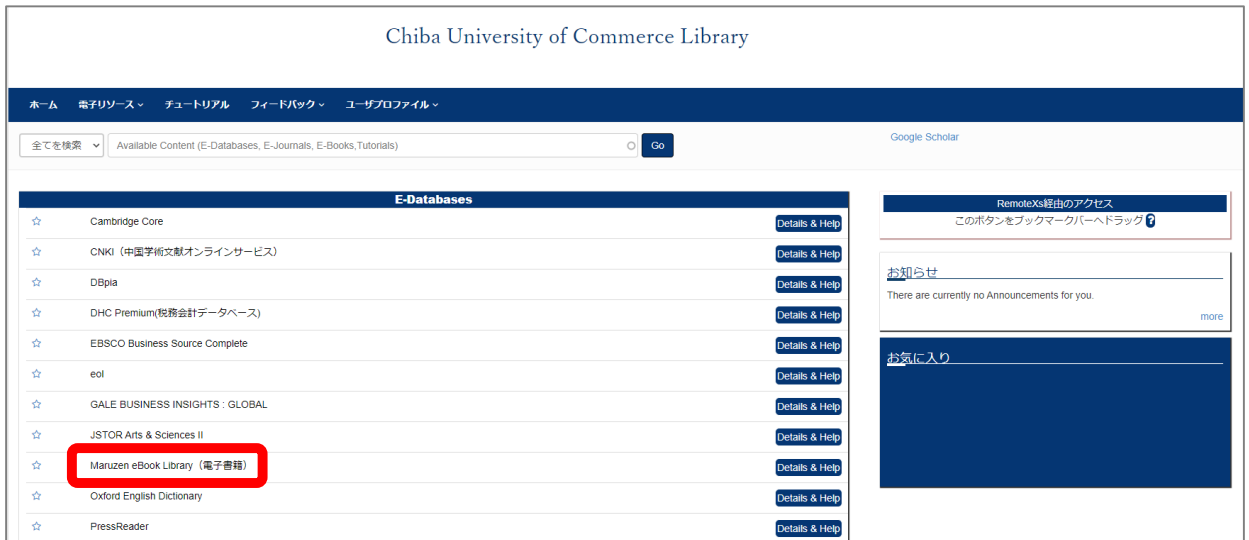 Chiba University of Commerce Library
ホーム 電子リソース チュートリアル フィードバック ユーザプロファイル
全てを検索 Available Content (E-Databases, E-Journals, E-Books,Tutorials) Go
Google Scholar
E-Databases
Cambridge Core Details & Help
CNKI（中国学術文献オンラインサービス） Details & Help
DBpia Details & Help
DHC Premium(税務会計データベース) Details & Help
EBSCO Business Source Complete Details & Help
eol Details & Help
GALE BUSINESS INSIGHTS : GLOBAL Details & Help
JSTOR Arts & Sciences II Details & Help
Maruzen eBook Library（電子書籍） Details & Help
Oxford English Dictionary Details & Help
PressReader Details & Help
RemoteXs経由のアクセス
このボタンをブックマークバーへドラッグ ?
お知らせ
There are currently no Announcements for you.
more
お気に入り